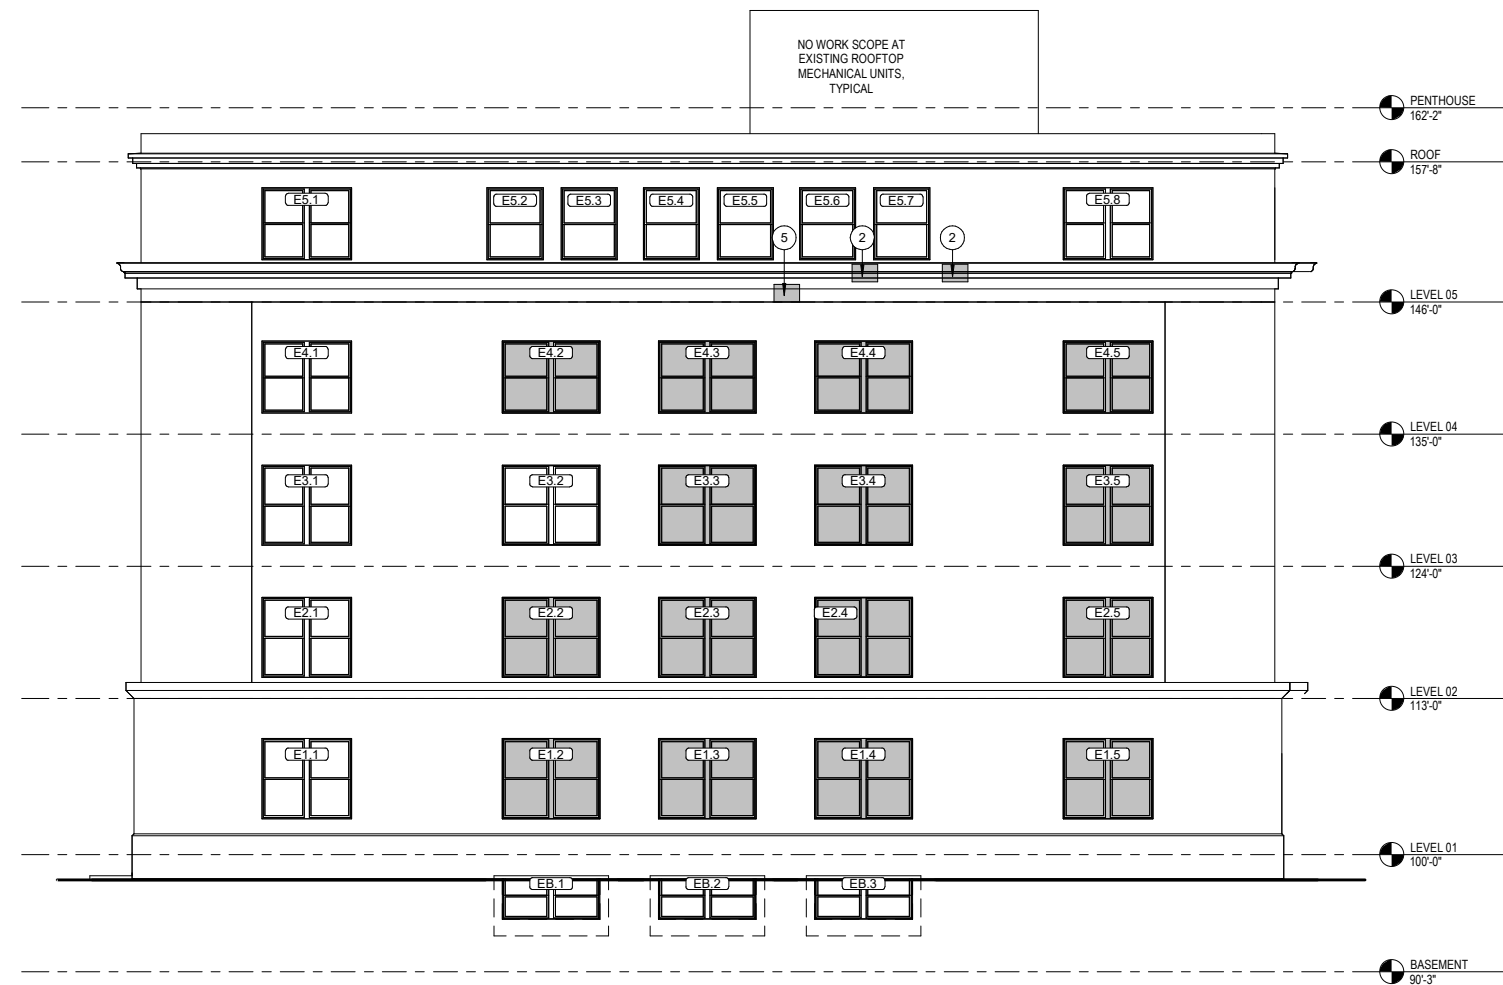 NO WORK SCOPE AT
EXISTING ROOFTOP
MECHANICAL UNITS,
TYPICAL
PENTHOUSE
162'-2"
ROOF
157'-8"
E5.1
E5.2
E5.3
E5.4
E5.5
E5.6
E5.7
E5.8
5
2
2
LEVEL 05
146'-0"
E4.1
E4.2
E4.3
E4.4
E4.5
LEVEL 04
135'-0"
E3.1
E3.2
E3.3
E3.4
E3.5
LEVEL 03
124'-0"
E2.1
E2.2
E2.3
E2.4
E2.5
LEVEL 02
113'-0"
E1.1
E1.2
E1.3
E1.4
E1.5
LEVEL 01
100'-0"
EB.1
EB.2
EB.3
BASEMENT
90'-3"